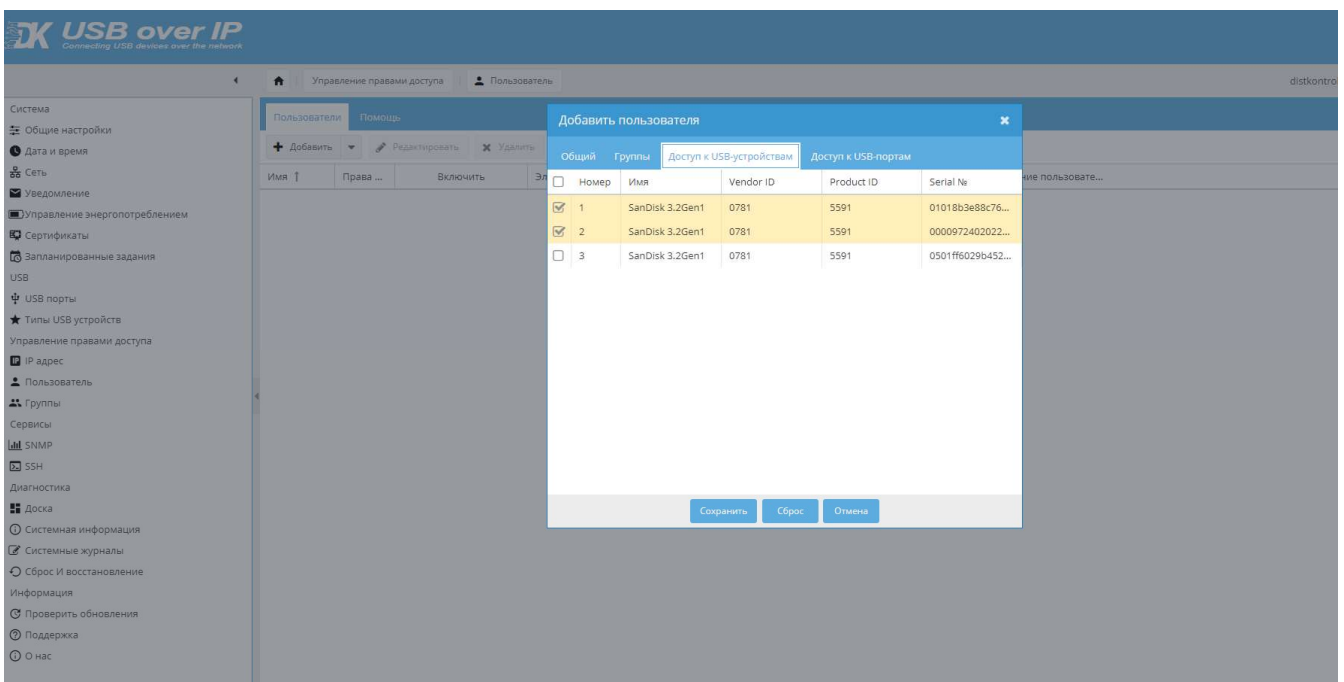 DK USB over IP
Connecting USB devices over the network
Управление правами доступа
Пользователь
distkontro
Система
Общие настройки
Дата и время
Сеть
Уведомление
Управление энергопотреблением
Сертификаты
Запланированные задания
USB
USB порты
Типы USB устройств
Управление правами доступа
IP адрес
Пользователь
Группы
Сервисы
SNMP
SSH
Диагностика
Доска
Системная информация
Системные журналы
Сброс И восстановление
Информация
Проверить обновления
Поддержка
О нас
Пользователи Помощь
Добавить Редактировать Удалить
Имя Права ... Включить Эл
ние пользовате...
Добавить пользователя
Общий Группы Доступ к USB-устройствам Доступ к USB-портам
Номер Имя Vendor ID Product ID Serial №
1 SanDisk 3.2Gen1 0781 5591 01018b3e88c76...
2 SanDisk 3.2Gen1 0781 5591 0000972402022...
3 SanDisk 3.2Gen1 0781 5591 0501ff6029b452...
Сохранить Сброс Отмена